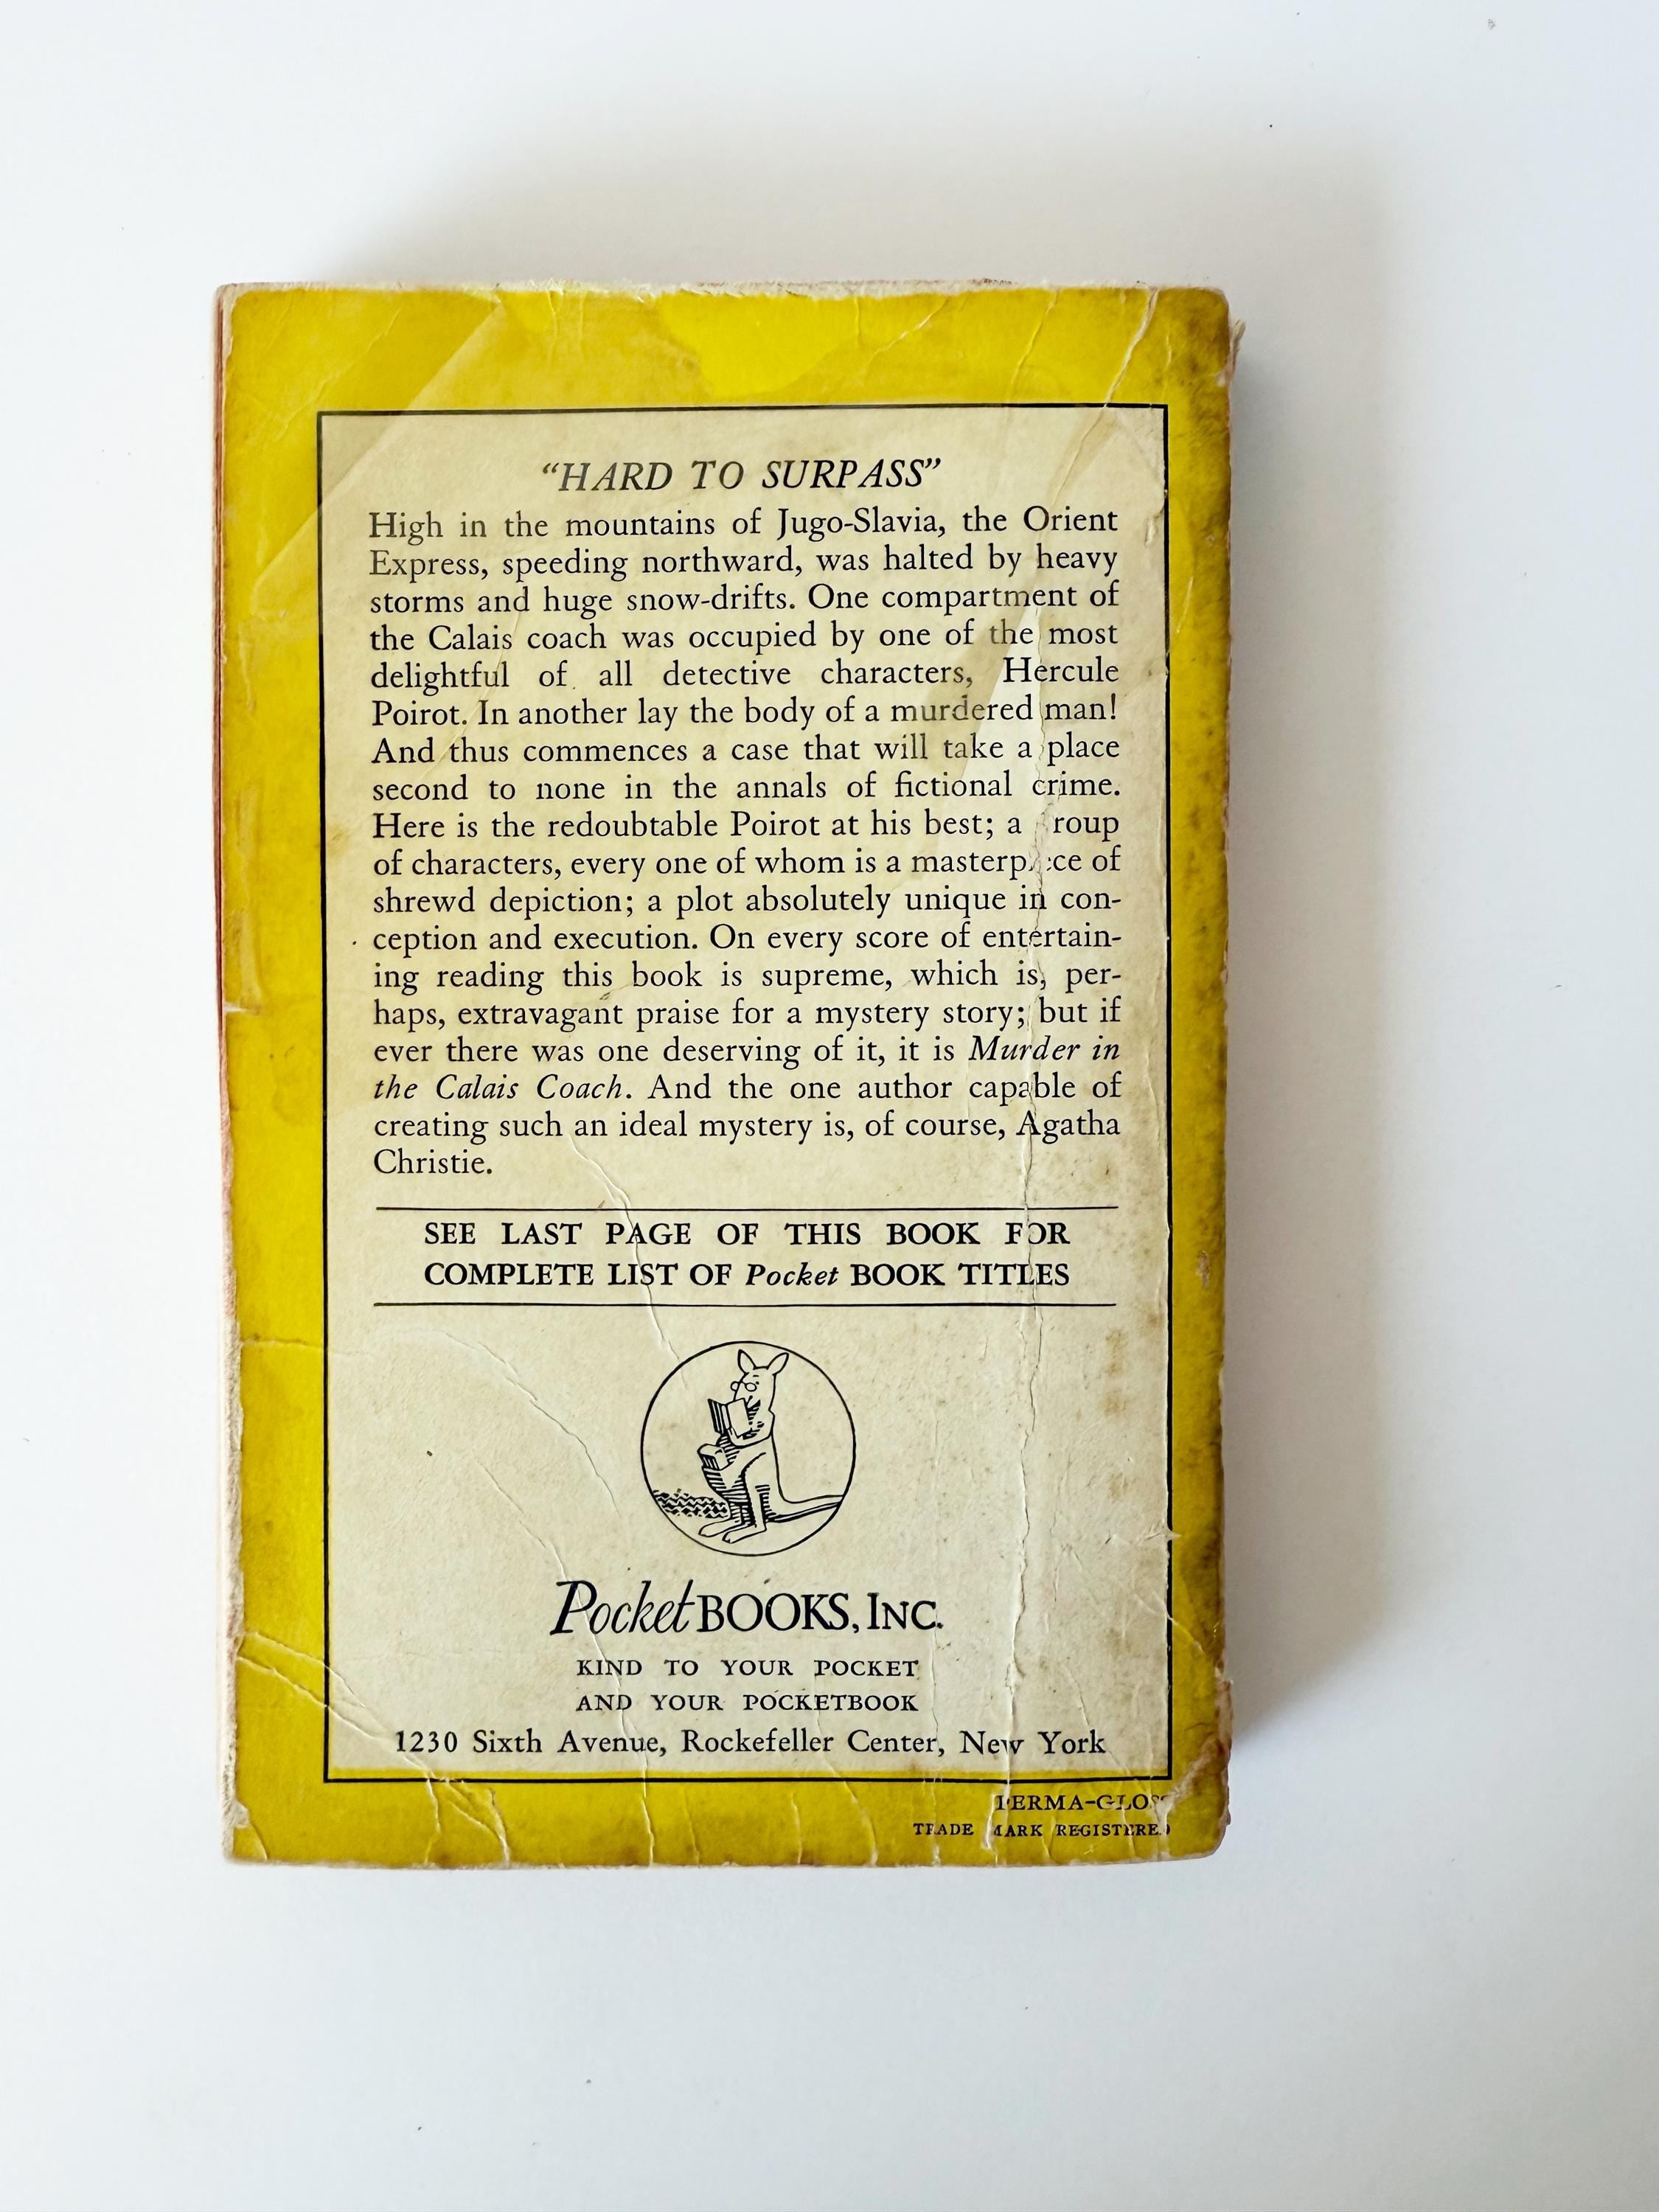 “HARD TO SURPASS”
High in the mountains of Jugo-Slavia, the Orient
Express, speeding northward, was halted by heavy
storms and huge snow-drifts. One compartment of
the Calais coach was occupied by one of the most
delightful of all detective characters, Hercule
Poirot. In another lay the body of a murdered man!
And thus commences a case that will take a place
second to none in the annals of fictional crime.
Here is the redoubtable Poirot at his best; a group
of characters, every one of whom is a masterpiece of
shrewd depiction; a plot absolutely unique in con-
ception and execution. On every score of entertain-
ing reading this book is supreme, which is, per-
haps, extravagant praise for a mystery story; but if
ever there was one deserving of it, it is Murder in
the Calais Coach. And the one author capable of
creating such an ideal mystery is, of course, Agatha
Christie.
SEE LAST PAGE OF THIS BOOK FOR
COMPLETE LIST OF Pocket BOOK TITLES
Pocket BOOKS, INC.
KIND TO YOUR POCKET
AND YOUR POCKETBOOK
1230 Sixth Avenue, Rockefeller Center, New York
PERMA-GLOSS
TRADE MARK REGISTERED